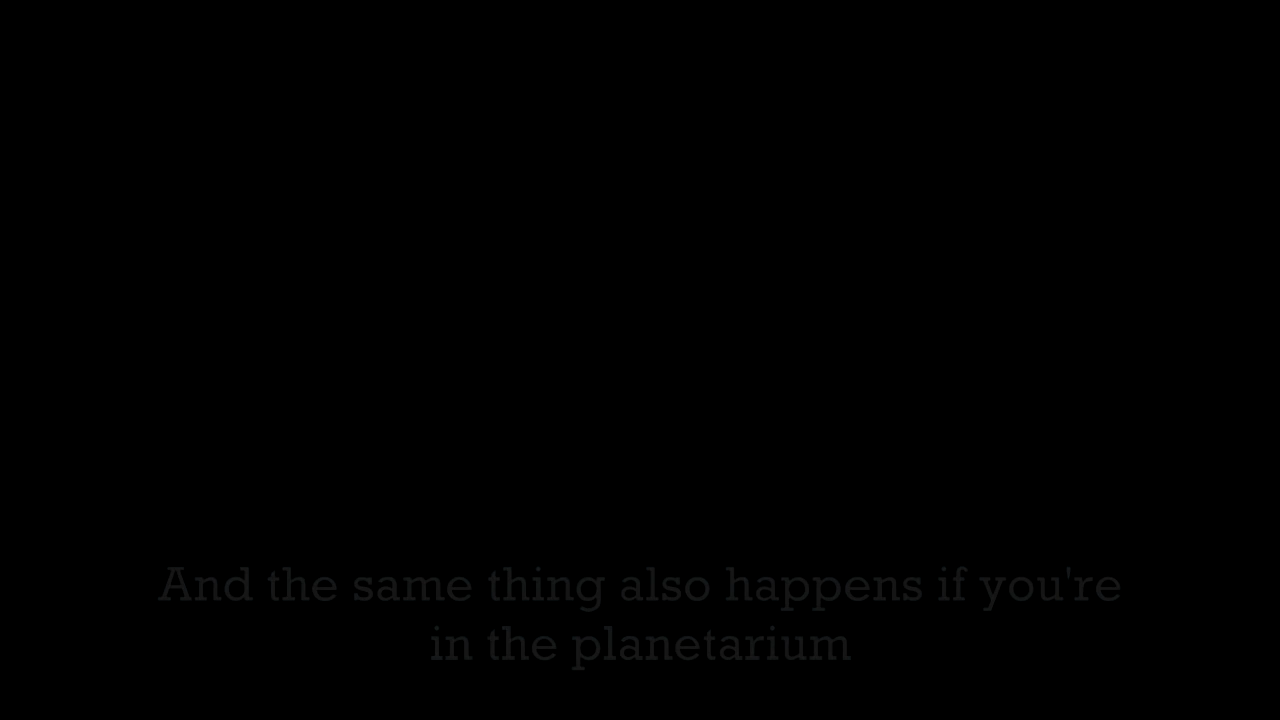 And the same thing also happens if you're
in the planetarium